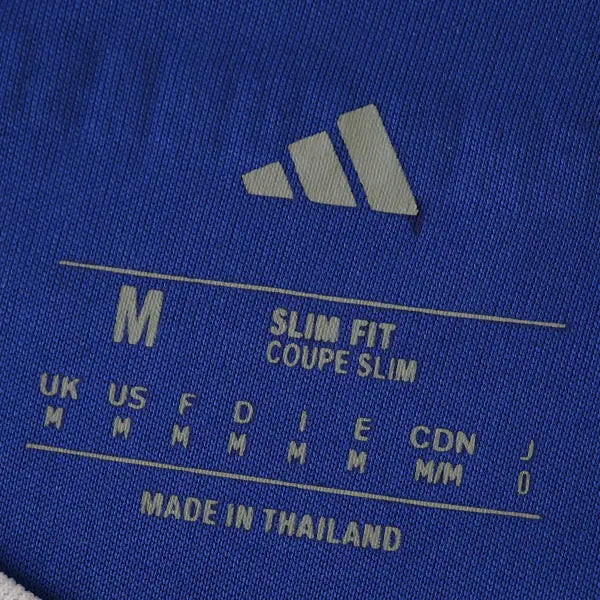 M
SLIM FIT
COUPE SLIM
UK US F D I E CDN J
M M M M M M M/M O
MADE IN THAILAND